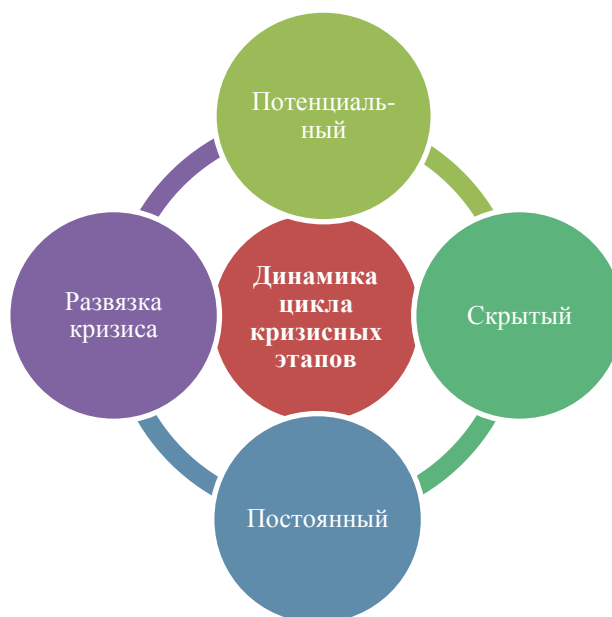 Потенциаль-
ный
Динамика
цикла
кризисных
этапов
Развязка
кризиса
Скрытый
Постоянный